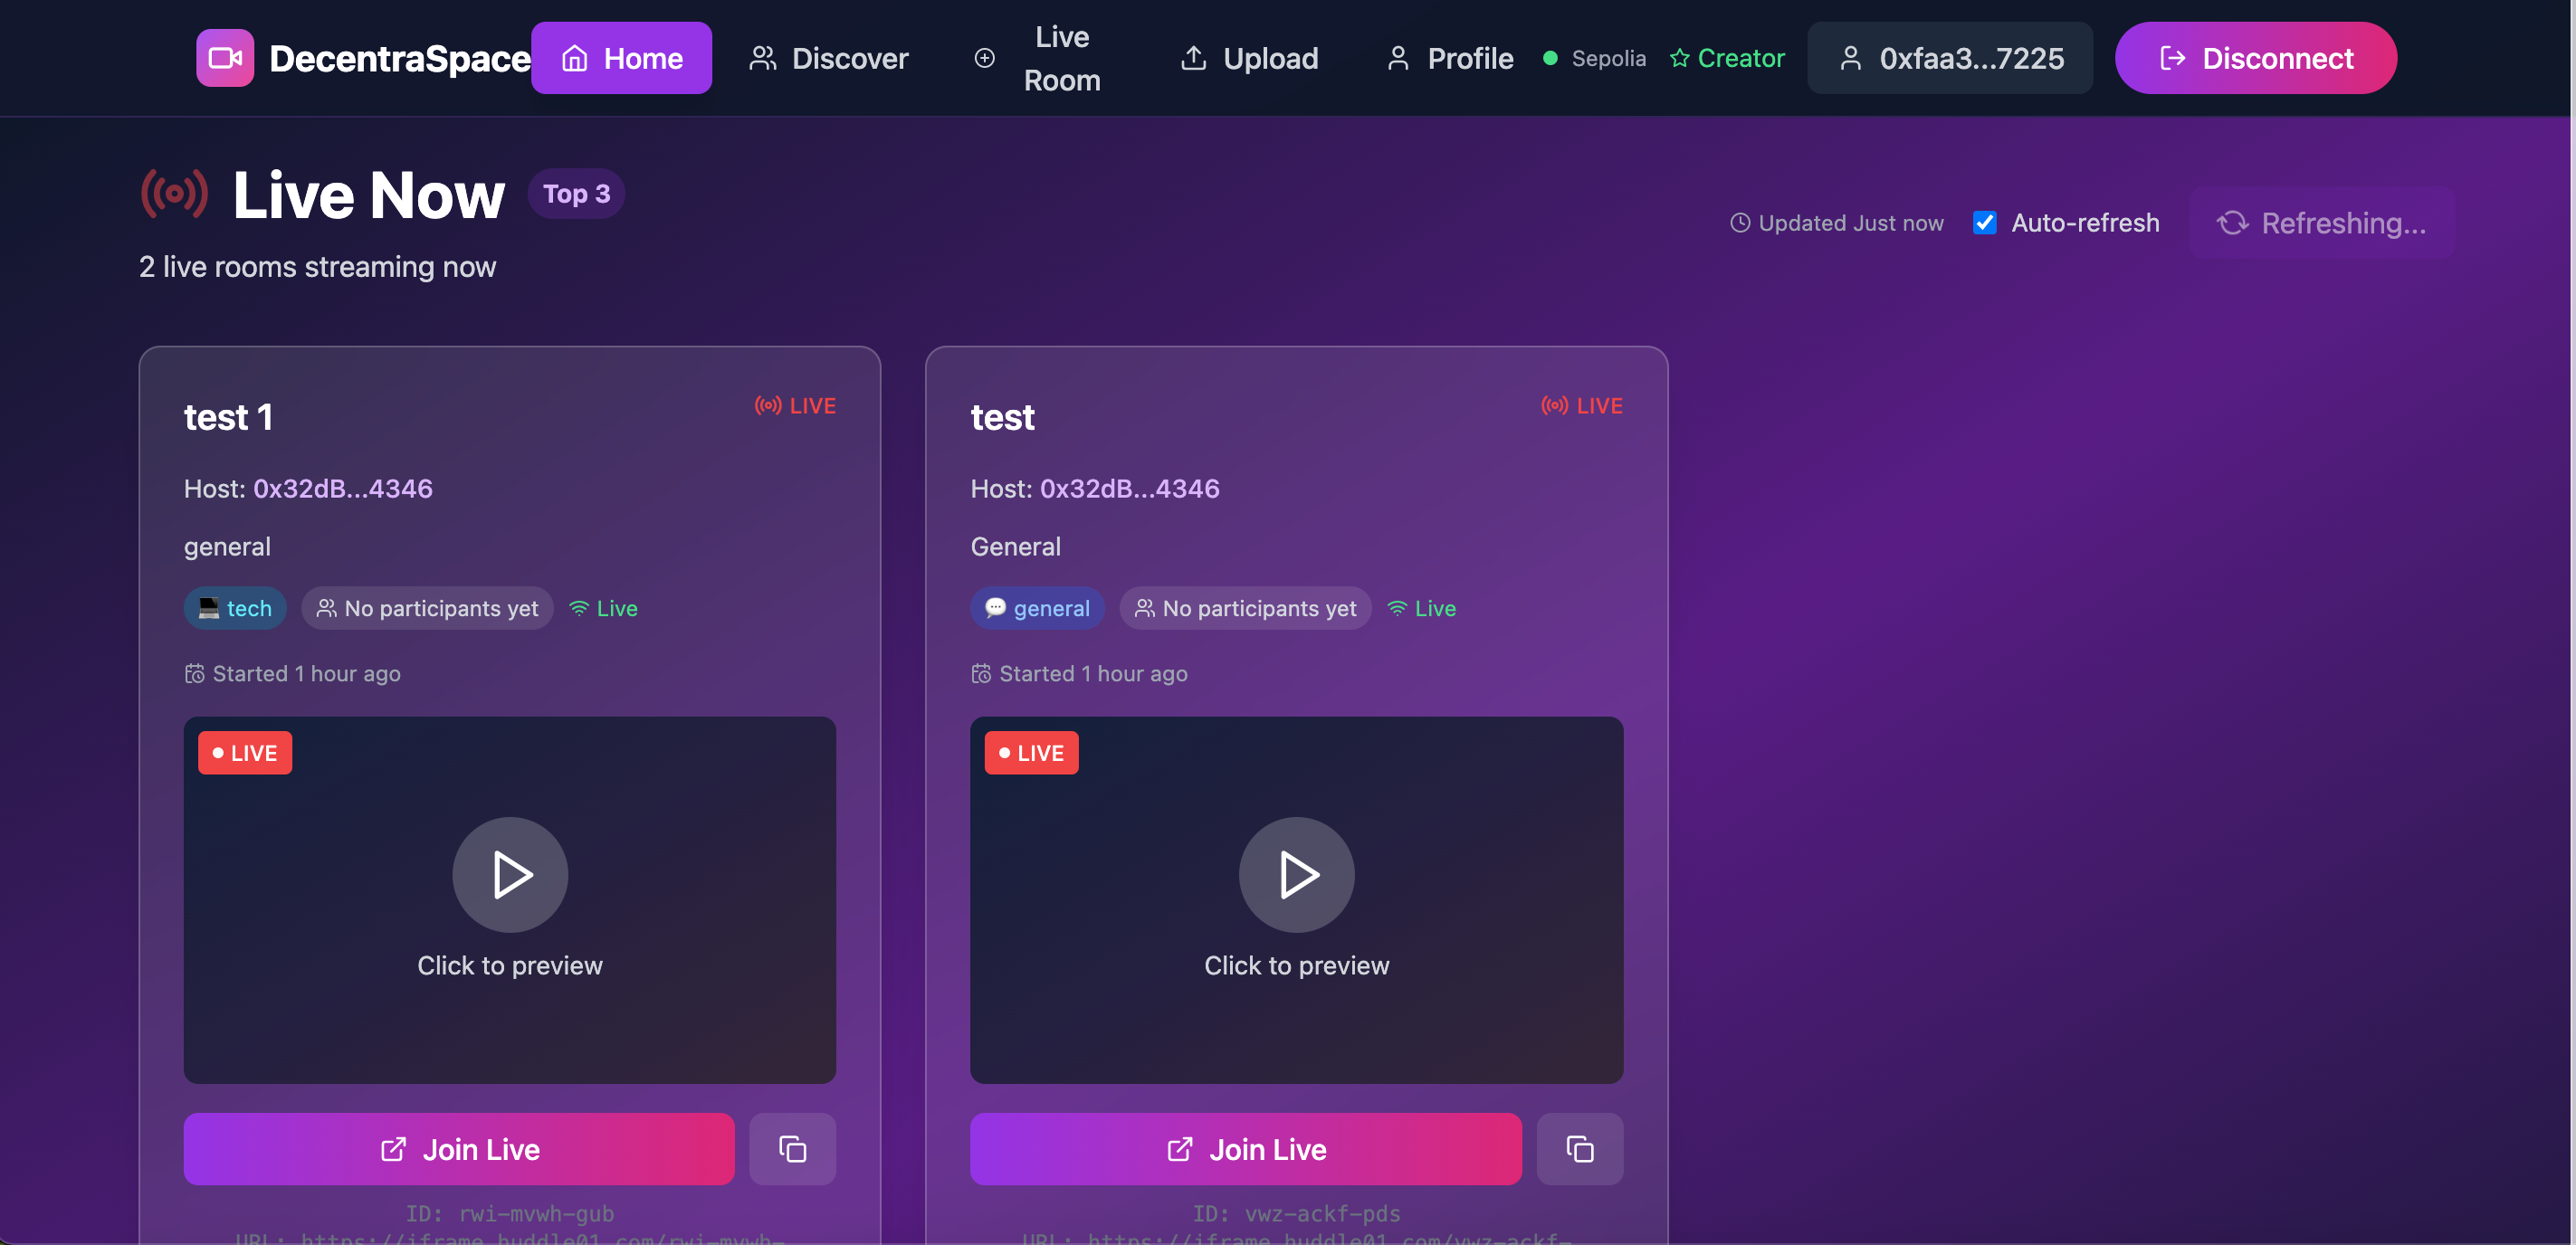 DecentraSpace Home Discover Live Room Upload Profile Sepolia Creator 0xfaa3...7225 Disconnect
Live Now Top 3
2 live rooms streaming now
Updated Just now Auto-refresh Refreshing...
test 1
LIVE
Host: 0x32dB...4346
general
tech No participants yet Live
Started 1 hour ago
LIVE
Click to preview
Join Live
ID: rwi-mvwh-gub
URL: https://iframe.huddle01.com/rwi-mvwh-
test
LIVE
Host: 0x32dB...4346
General
general No participants yet Live
Started 1 hour ago
LIVE
Click to preview
Join Live
ID: vwz-ackf-pds
URL: https://iframe.huddle01.com/vwz-ackf-